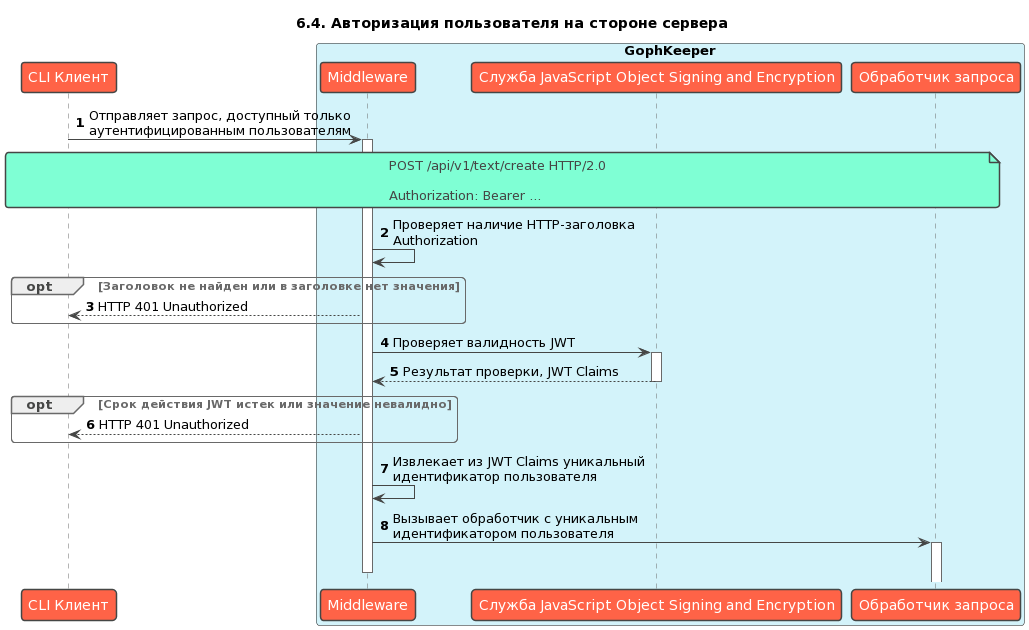 6.4. Авторизация пользователя на стороне сервера
GophKeeper
CLI Клиент
Middleware
Служба JavaScript Object Signing and Encryption
Обработчик запроса
1 Отправляет запрос, доступный только
аутентифицированным пользователям
POST /api/v1/text/create HTTP/2.0
Authorization: Bearer ...
2 Проверяет наличие HTTP-заголовка
Authorization
opt [Заголовок не найден или в заголовке нет значения]
3 HTTP 401 Unauthorized
4 Проверяет валидность JWT
5 Результат проверки, JWT Claims
opt [Срок действия JWT истек или значение невалидно]
6 HTTP 401 Unauthorized
7 Извлекает из JWT Claims уникальный
идентификатор пользователя
8 Вызывает обработчик с уникальным
идентификатором пользователя
CLI Клиент
Middleware
Служба JavaScript Object Signing and Encryption
Обработчик запроса